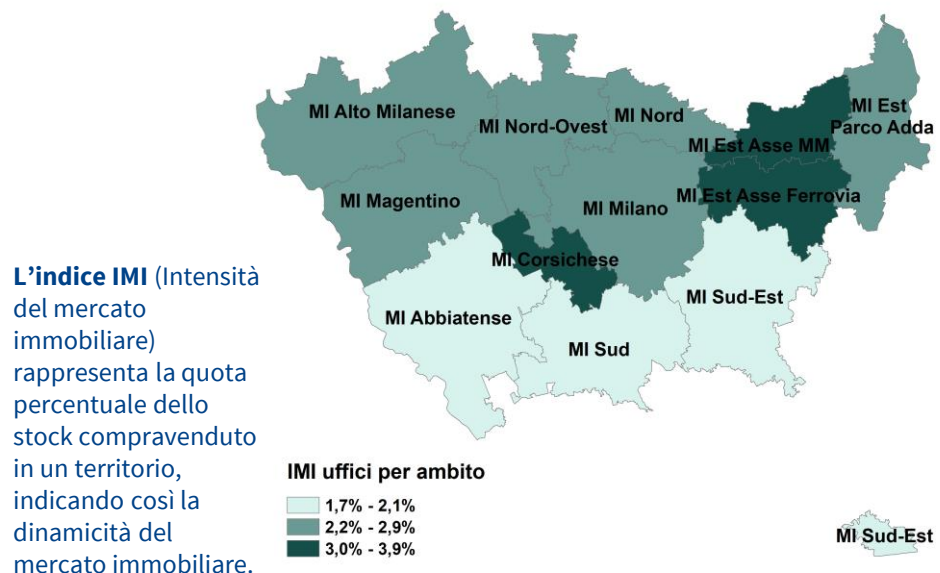 MI Alto Milanese
MI Nord-Ovest
MI Nord
MI Est
Parco Adda
MI Est Asse MM
MI Est Asse Ferrovia
MI Magentino
MI Milano
MI Corsichese
MI Abbiatense
MI Sud
MI Sud-Est
L’indice IMI (Intensità
del mercato
immobiliare)
rappresenta la quota
percentuale dello
stock compravenduto
in un territorio,
indicando così la
dinamicità del
mercato immobiliare.
IMI uffici per ambito
1,7% - 2,1%
2,2% - 2,9%
3,0% - 3,9%
MI Sud-Est